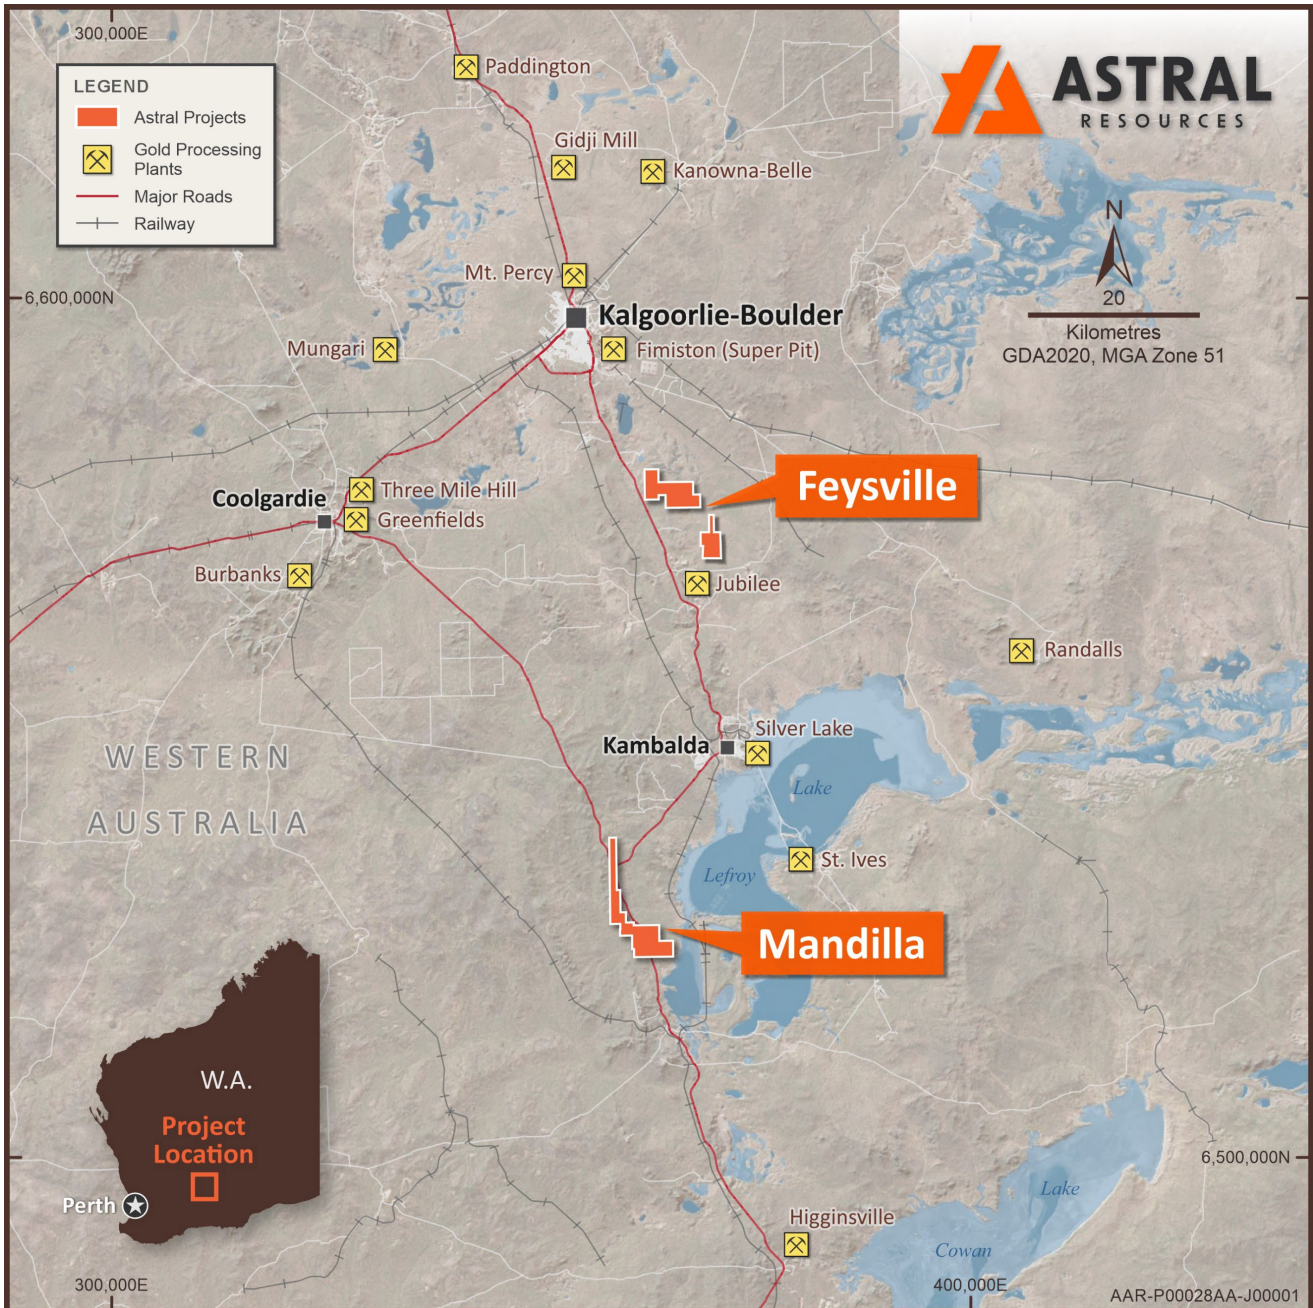 300,000E
Paddington
ASTRAL
RESOURCES
LEGEND
Astral Projects
Gold Processing
Plants
Major Roads
Railway
Gidji Mill
Kanowna-Belle
N
20
Kilometres
GDA2020, MGA Zone 51
Mt. Percy
6,600,000N
Kalgoorlie-Boulder
Mungari
Fimiston (Super Pit)
Feysville
Coolgardie
Three Mile Hill
Greenfields
Burbanks
Jubilee
Randalls
Silver Lake
Kambalda
WESTERN
AUSTRALIA
Lake
Lefroy
St. Ives
Mandilla
W.A.
Project
Location
Perth
6,500,000N
Lake
Cowan
Higginsville
300,000E
400,000E
AAR-P00028AA-J00001